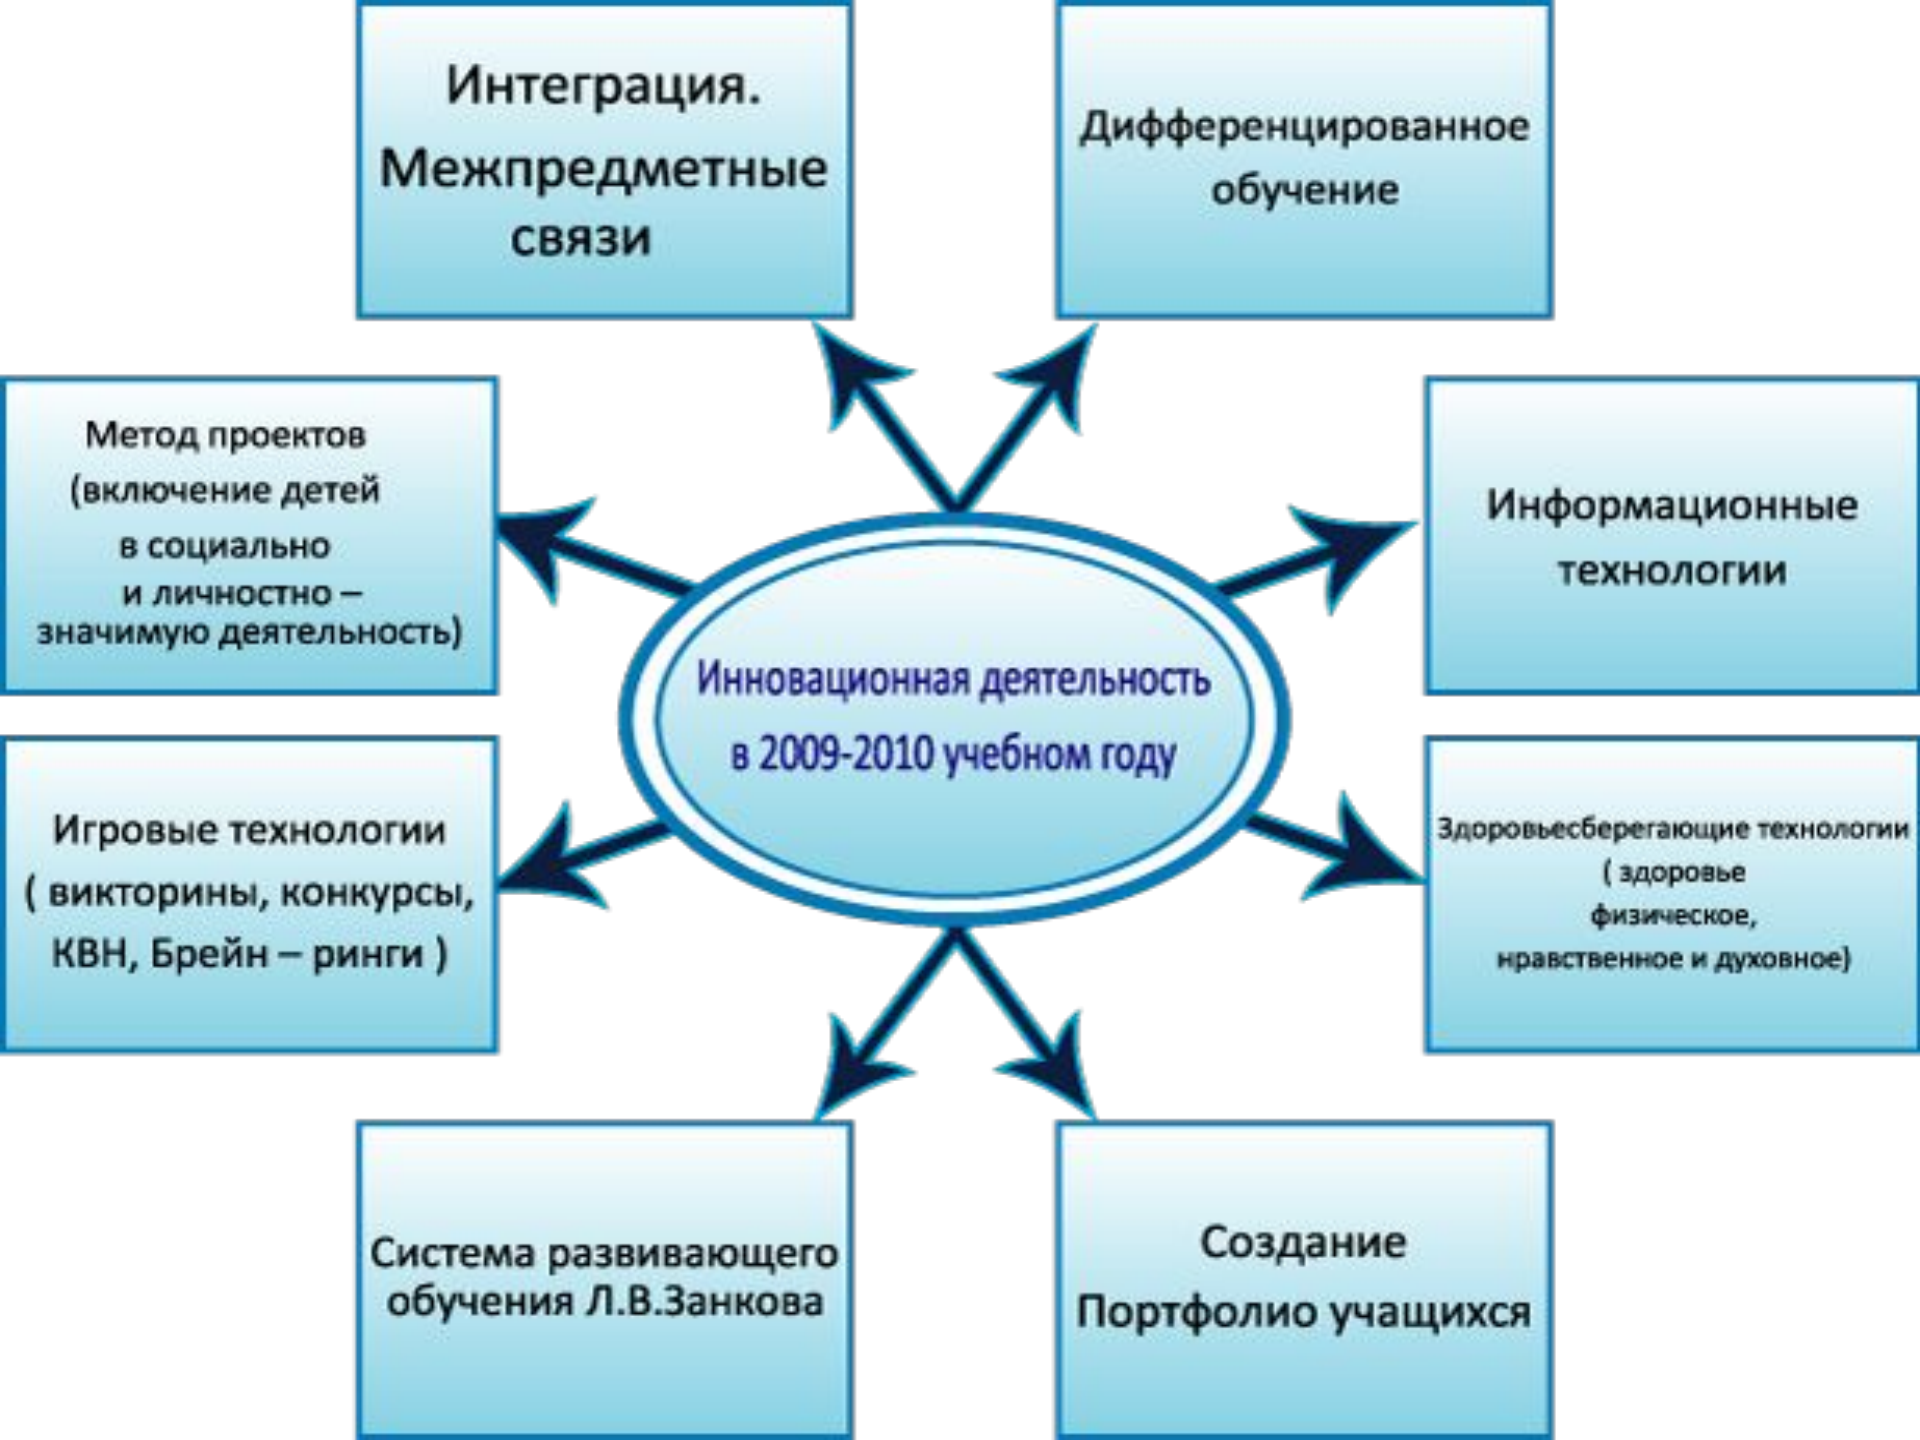 Интеграция.
Межпредметные
связи
Дифференцированное
обучение
Метод проектов
(включение детей
в социально
и личностно –
значимую деятельность)
Информационные
технологии
Инновационная деятельность
в 2009-2010 учебном году
Игровые технологии
( викторины, конкурсы,
КВН, Брейн – ринги )
Здоровьесберегающие технологии
( здоровье
физическое,
нравственное и духовное)
Система развивающего
обучения Л.В.Занкова
Создание
Портфолио учащихся